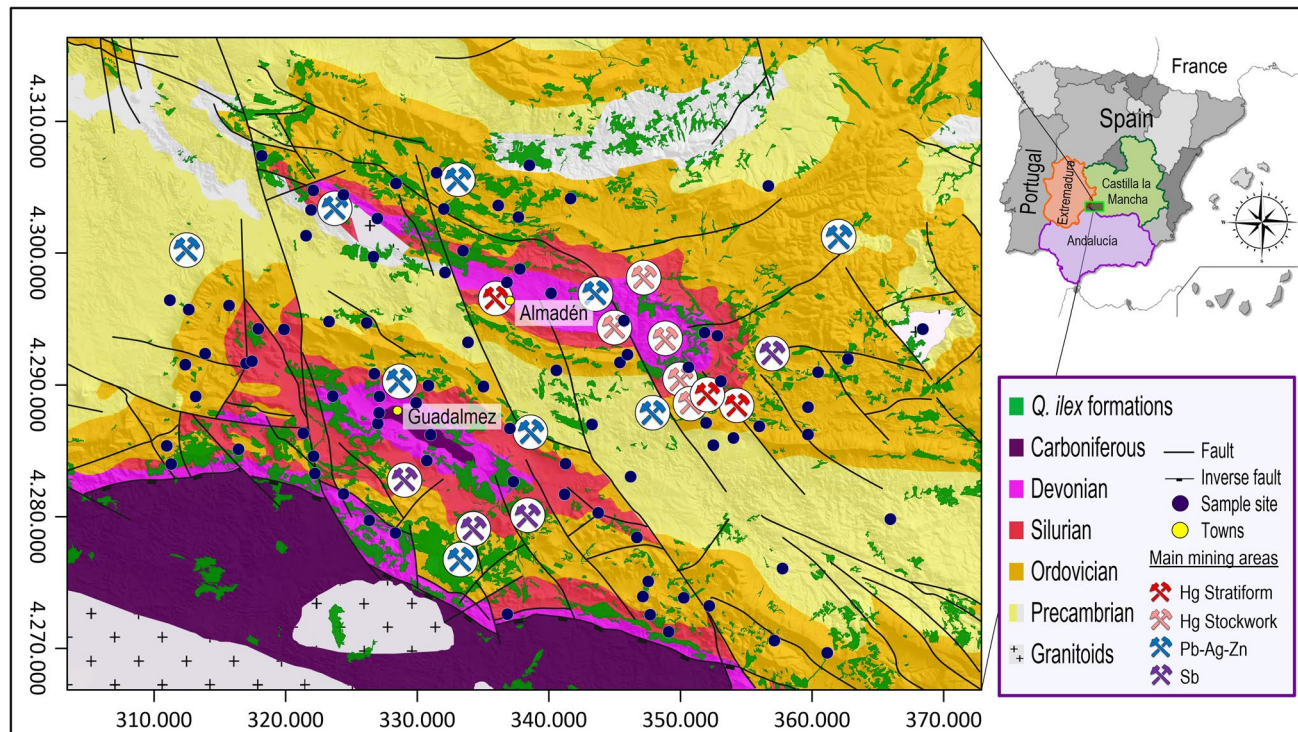 4.310.000
4.300.000
4.290.000
4.280.000
4.270.000
310.000
320.000
330.000
340.000
350.000
360.000
370.000
Almadén
Guadalmez
France
Spain
Portugal
Extremadura
Castilla la
Mancha
Andalucía
Q. ilex formations
Carboniferous
Devonian
Silurian
Ordovician
Precambrian
Granitoids
Fault
Inverse fault
Sample site
Towns
Main mining areas
Hg Stratiform
Hg Stockwork
Pb-Ag-Zn
Sb